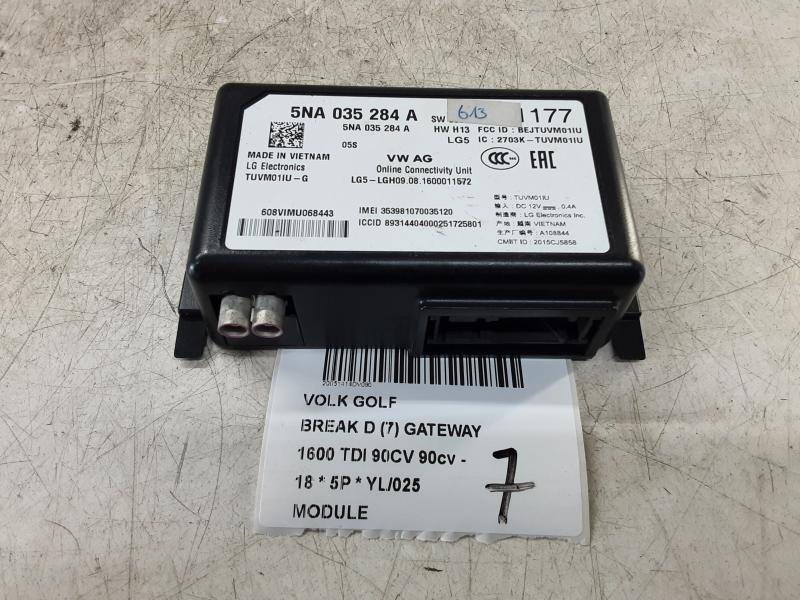 5NA 035 284 A SW 613 1177
5NA 035 284 A HW H13 FCC ID : BEJTUVM01IU
05S LG5 IC : 2703K-TUVM01IU
MADE IN VIETNAM VW AG CCC EAC
LG Electronics Online Connectivity Unit
TUVM01IU-G LG5-LGH09.08.1600011572
型号: TUVM01IU
输入: DC 12V 0.4A
制造商: LG Electronics Inc.
产地: 越南 VIETNAM
生产厂编号: A108844
CMIIT ID : 2015CJ5858
608VIMU068443 IMEI 353981070035120
ICCID 89314404000251725801
VOLK GOLF
BREAK D (7) GATEWAY
1600 TDI 90CV 90cv -
18 * 5P * YL/025
MODULE
7